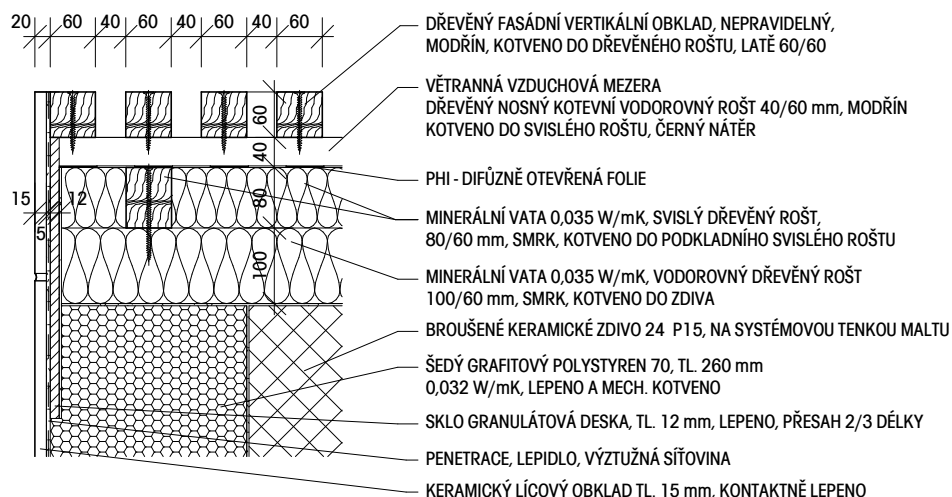 20 60 40 60 40 60 40 60
DŘEVĚNÝ FASÁDNÍ VERTIKÁLNÍ OBKLAD, NEPRAVIDELNÝ,
MODŘÍN, KOTVENO DO DŘEVĚNÉHO ROŠTU, LATĚ 60/60
VĚTRANNÁ VZDUCHOVÁ MEZERA
DŘEVĚNÝ NOSNÝ KOTEVNÍ VODOROVNÝ ROŠT 40/60 mm, MODŘÍN
KOTVENO DO SVISLÉHO ROŠTU, ČERNÝ NÁTĚR
60
40
80
100
15 12
5
PHI - DIFÚZNĚ OTEVŘENÁ FOLIE
MINERÁLNÍ VATA 0,035 W/mK, SVISLÝ DŘEVĚNÝ ROŠT,
80/60 mm, SMRK, KOTVENO DO PODKLADNÍHO SVISLÉHO ROŠTU
MINERÁLNÍ VATA 0,035 W/mK, VODOROVNÝ DŘEVĚNÝ ROŠT
100/60 mm, SMRK, KOTVENO DO ZDIVA
BROUŠENÉ KERAMICKÉ ZDIVO 24 P15, NA SYSTÉMOVOU TENKOU MALTU
ŠEDÝ GRAFITOVÝ POLYSTYREN 70, TL. 260 mm
0,032 W/mK, LEPENO A MECH. KOTVENO
SKLO GRANULÁTOVÁ DESKA, TL. 12 mm, LEPENO, PŘESAH 2/3 DÉLKY
PENETRACE, LEPIDLO, VÝZTUŽNÁ SÍŤOVINA
KERAMICKÝ LÍCOVÝ OBKLAD TL. 15 mm, KONTAKTNĚ LEPENO